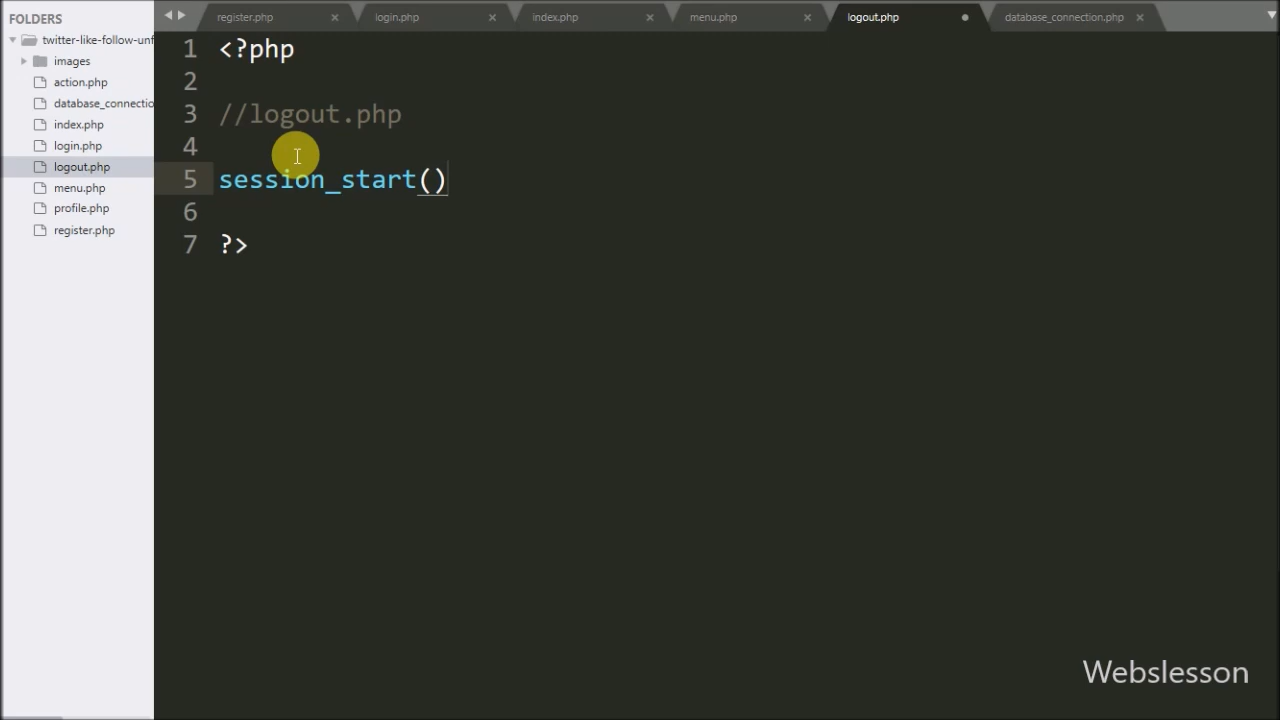 FOLDERS
twitter-like-follow-unf
images
action.php
database_connectio
index.php
login.php
logout.php
menu.php
profile.php
register.php
register.php
login.php
index.php
menu.php
logout.php
database_connection.php
1 <?php
2
3 //logout.php
4
5 session_start()
6
7 ?>
Webslesson